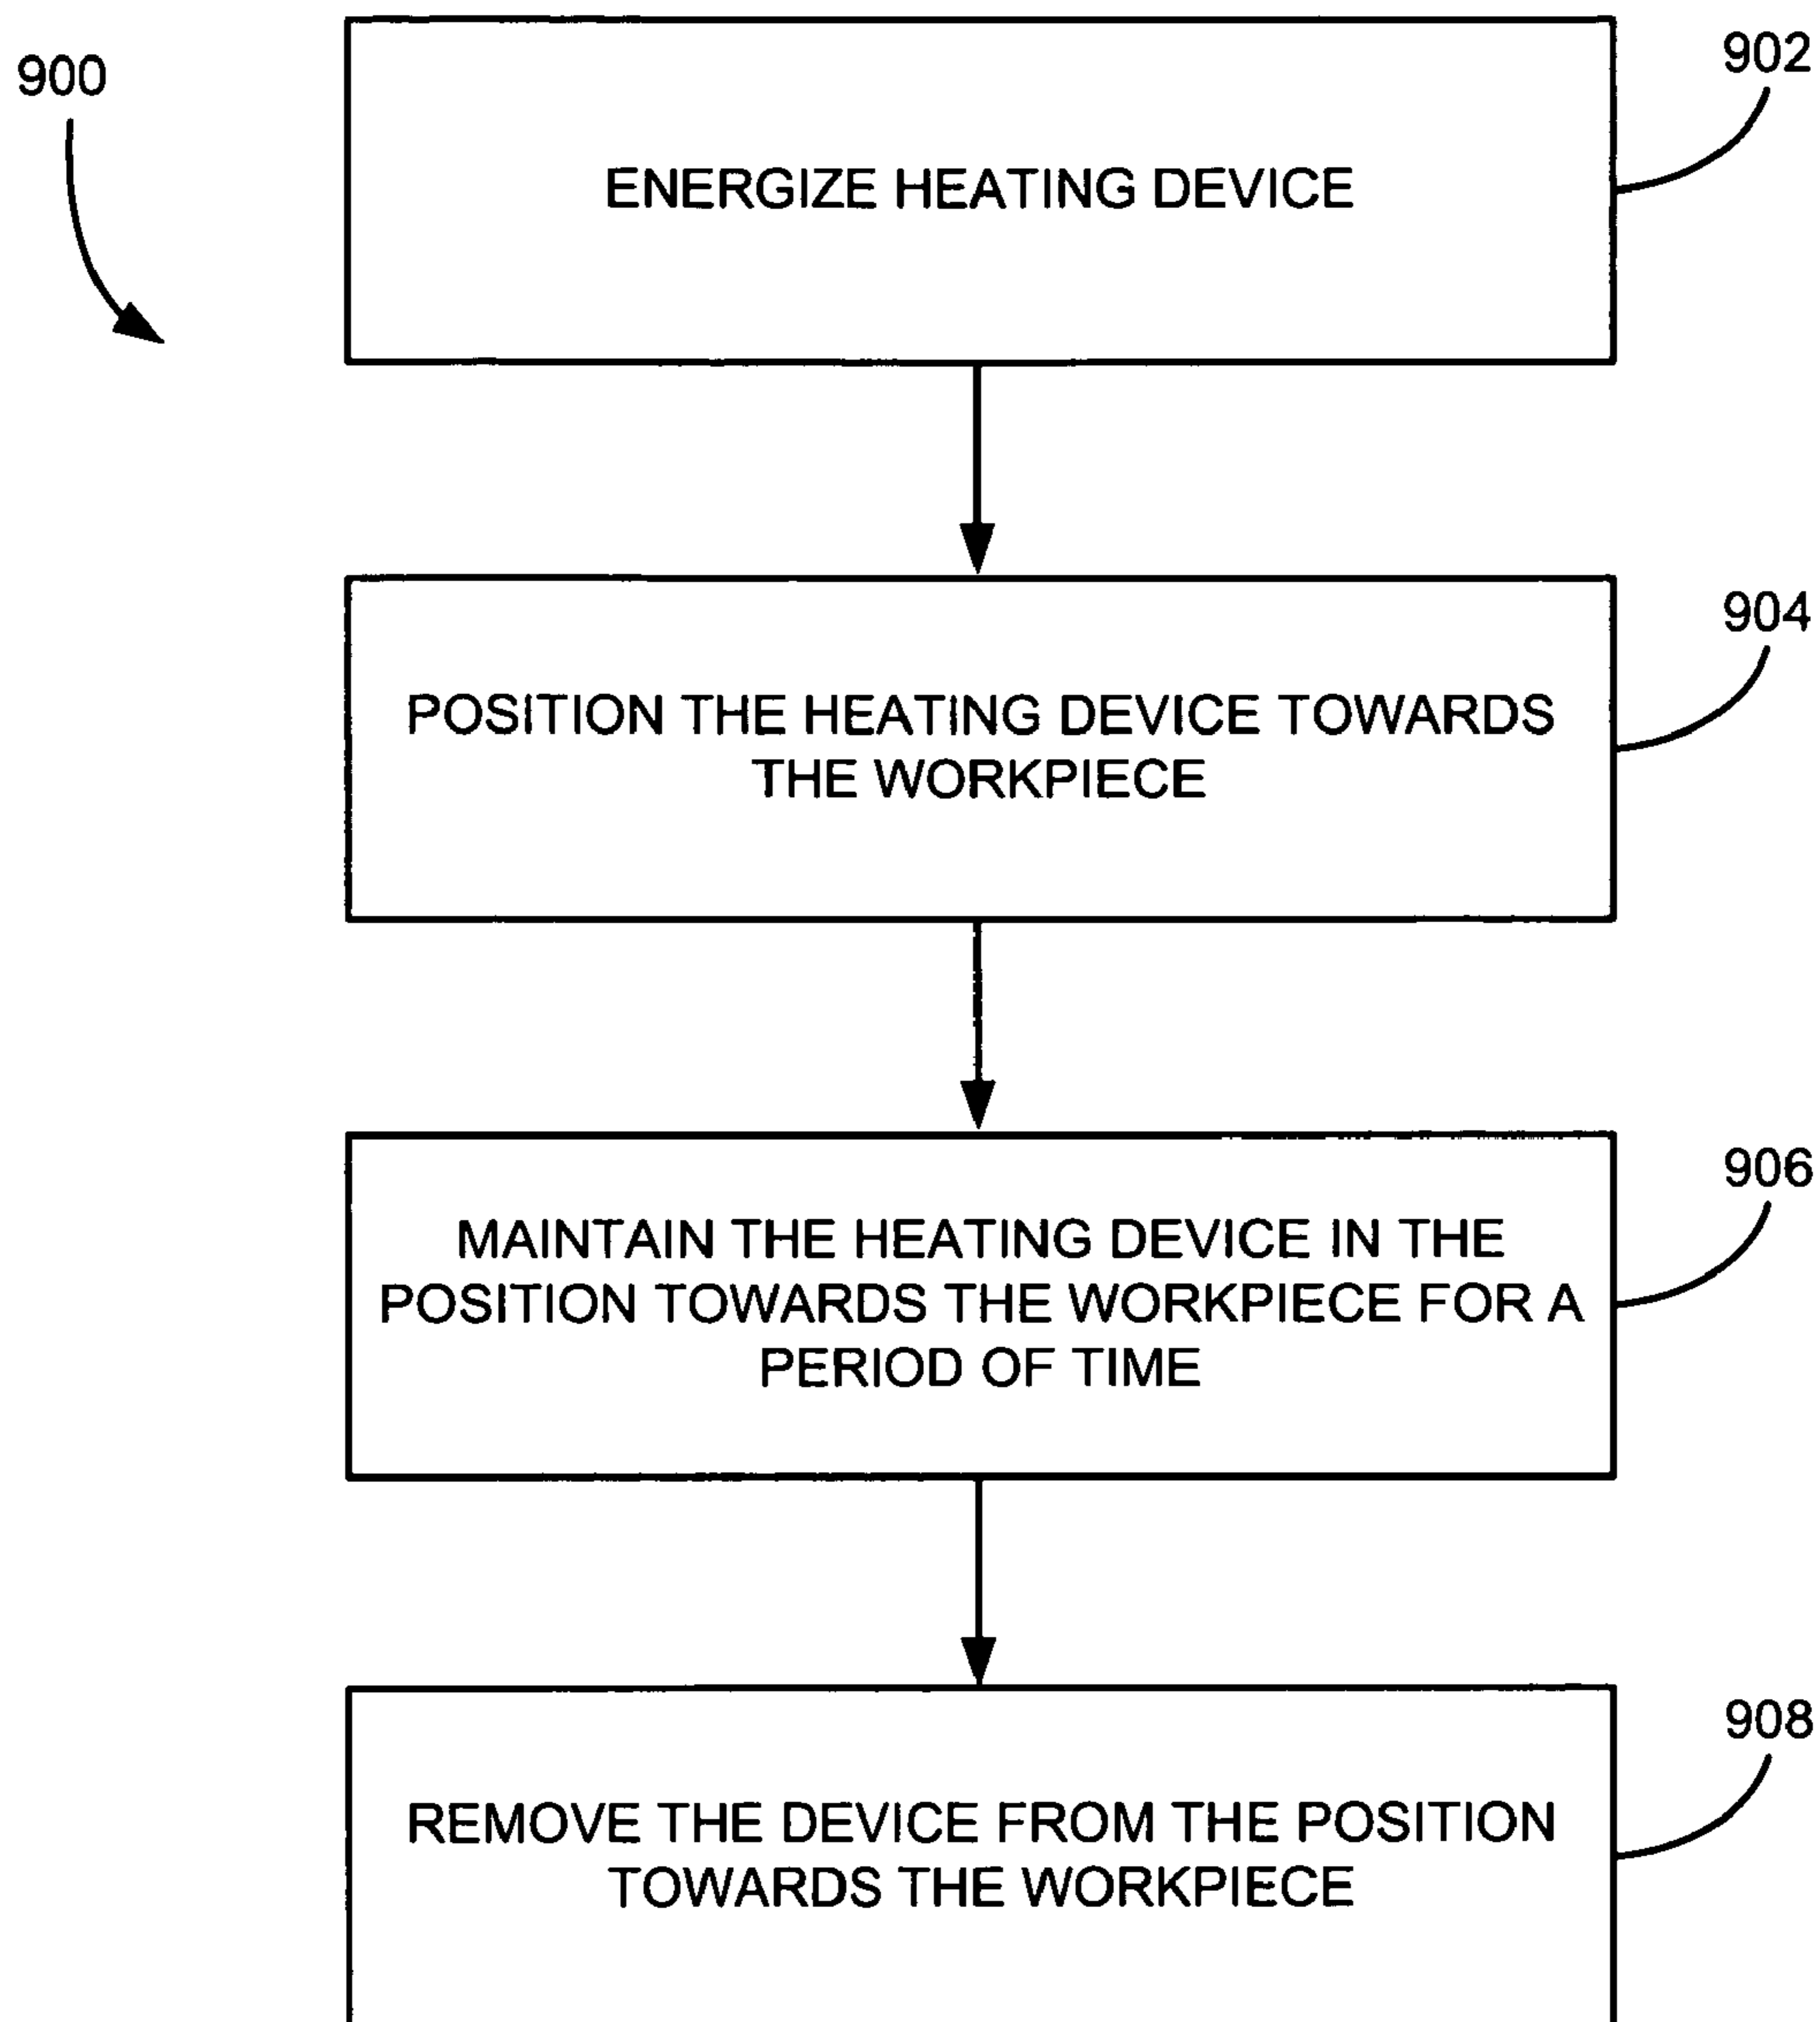 900
902
ENERGIZE HEATING DEVICE
904
POSITION THE HEATING DEVICE TOWARDS
THE WORKPIECE
906
MAINTAIN THE HEATING DEVICE IN THE
POSITION TOWARDS THE WORKPIECE FOR A
PERIOD OF TIME
908
REMOVE THE DEVICE FROM THE POSITION
TOWARDS THE WORKPIECE